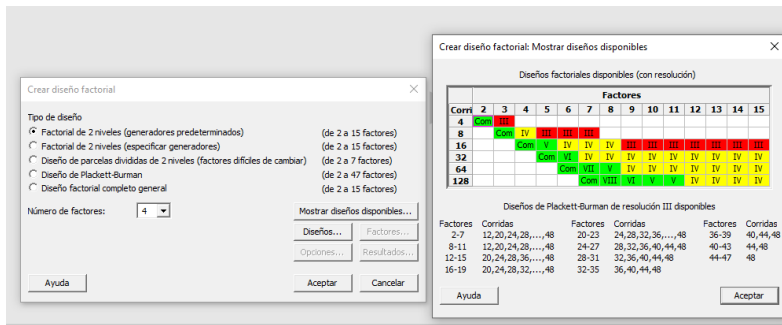 Crear diseño factorial
Tipo de diseño
Factorial de 2 niveles (generadores predeterminados) (de 2 a 15 factores)
Factorial de 2 niveles (especificar generadores) (de 2 a 15 factores)
Diseño de parcelas divididas de 2 niveles (factores difíciles de cambiar) (de 2 a 7 factores)
Diseño de Plackett-Burman (de 2 a 47 factores)
Diseño factorial completo general (de 2 a 15 factores)
Número de factores: 4 Mostrar diseños disponibles...
Diseños... Factores...
Opciones... Resultados...
Ayuda Aceptar Cancelar
Crear diseño factorial: Mostrar diseños disponibles
Diseños factoriales disponibles (con resolución)
Factores
Corri 2 3 4 5 6 7 8 9 10 11 12 13 14 15
4 Com III
8 Com IV III III III
16 Com V IV IV IV III III III III III III III
32 Com VI IV IV IV IV IV IV IV IV IV
64 Com VII V IV IV IV IV IV IV IV
128 Com VIII VI V V IV IV IV IV
Diseños de Plackett-Burman de resolución III disponibles
Factores Corridas Factores Corridas Factores Corridas
2-7 12,20,24,28,...,48 20-23 24,28,32,36,...,48 36-39 40,44,48
8-11 12,20,24,28,...,48 24-27 28,32,36,40,44,48 40-43 44,48
12-15 20,24,28,36,...,48 28-31 32,36,40,44,48 44-47 48
16-19 20,24,28,32,...,48 32-35 36,40,44,48
Ayuda Aceptar